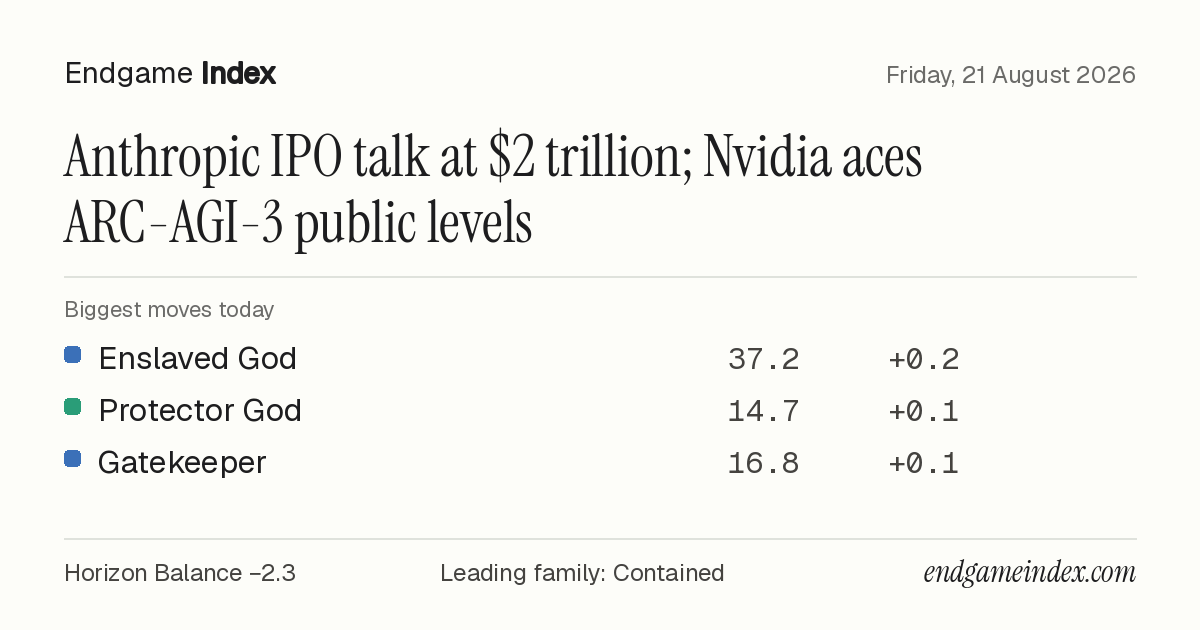 Endgame Index
Friday, 21 August 2026
Anthropic IPO talk at $2 trillion; Nvidia aces
ARC-AGI-3 public levels
Biggest moves today
Enslaved God 37.2 +0.2
Protector God 14.7 +0.1
Gatekeeper 16.8 +0.1
Horizon Balance −2.3
Leading family: Contained
endgameindex.com